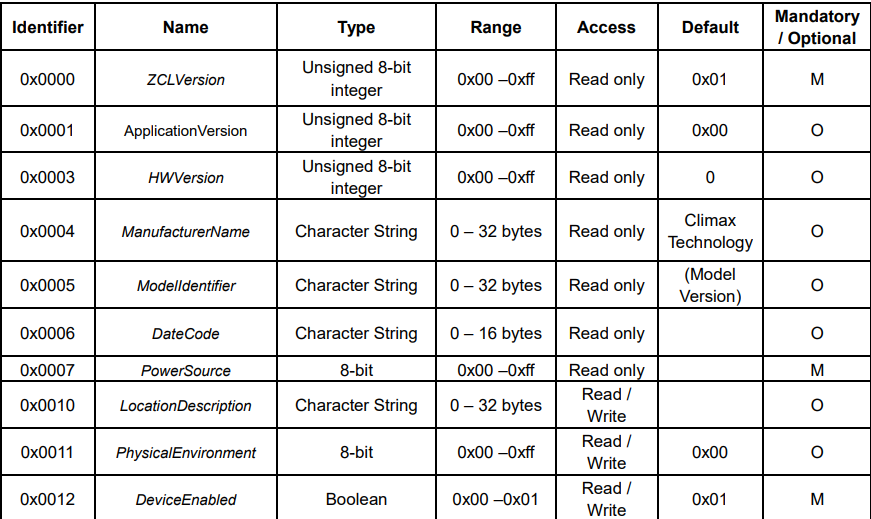 Identifier Name Type Range Access Default Mandatory / Optional
0x0000 ZCLVersion Unsigned 8-bit integer 0x00 –0xff Read only 0x01 M
0x0001 ApplicationVersion Unsigned 8-bit integer 0x00 –0xff Read only 0x00 O
0x0003 HWVersion Unsigned 8-bit integer 0x00 –0xff Read only 0 O
0x0004 ManufacturerName Character String 0 – 32 bytes Read only Climax Technology O
0x0005 ModelIdentifier Character String 0 – 32 bytes Read only (Model Version) O
0x0006 DateCode Character String 0 – 16 bytes Read only O
0x0007 PowerSource 8-bit 0x00 –0xff Read only M
0x0010 LocationDescription Character String 0 – 32 bytes Read / Write O
0x0011 PhysicalEnvironment 8-bit 0x00 –0xff Read / Write 0x00 O
0x0012 DeviceEnabled Boolean 0x00 –0x01 Read / Write 0x01 M